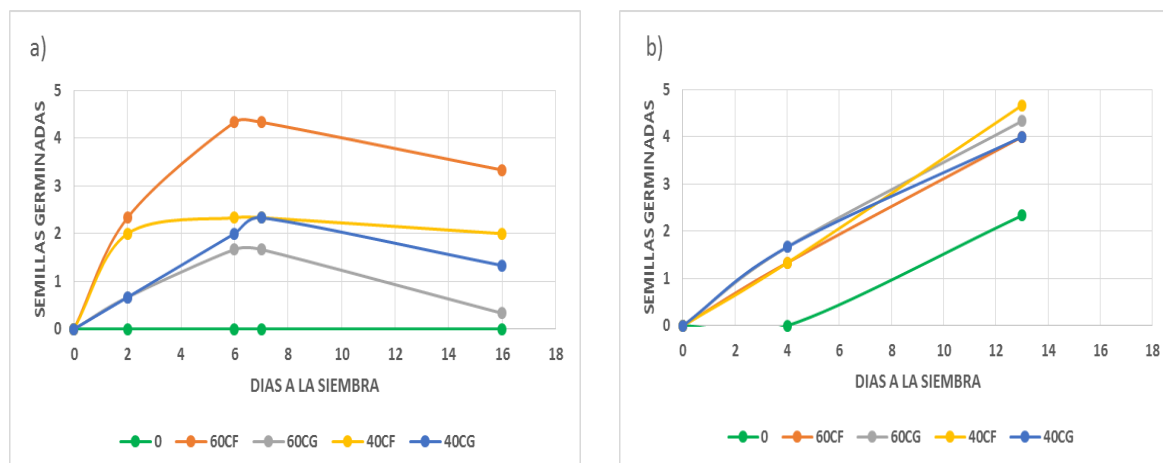 a)
SEMILLAS GERMINADAS
5
4
3
2
1
0
0 2 4 6 8 10 12 14 16 18
DIAS A LA SIEMBRA
0 60CF 60CG 40CF 40CG
b)
SEMILLAS GERMINADAS
5
4
3
2
1
0
0 2 4 6 8 10 12 14 16 18
DIAS A LA SIEMBRA
0 60CF 60CG 40CF 40CG